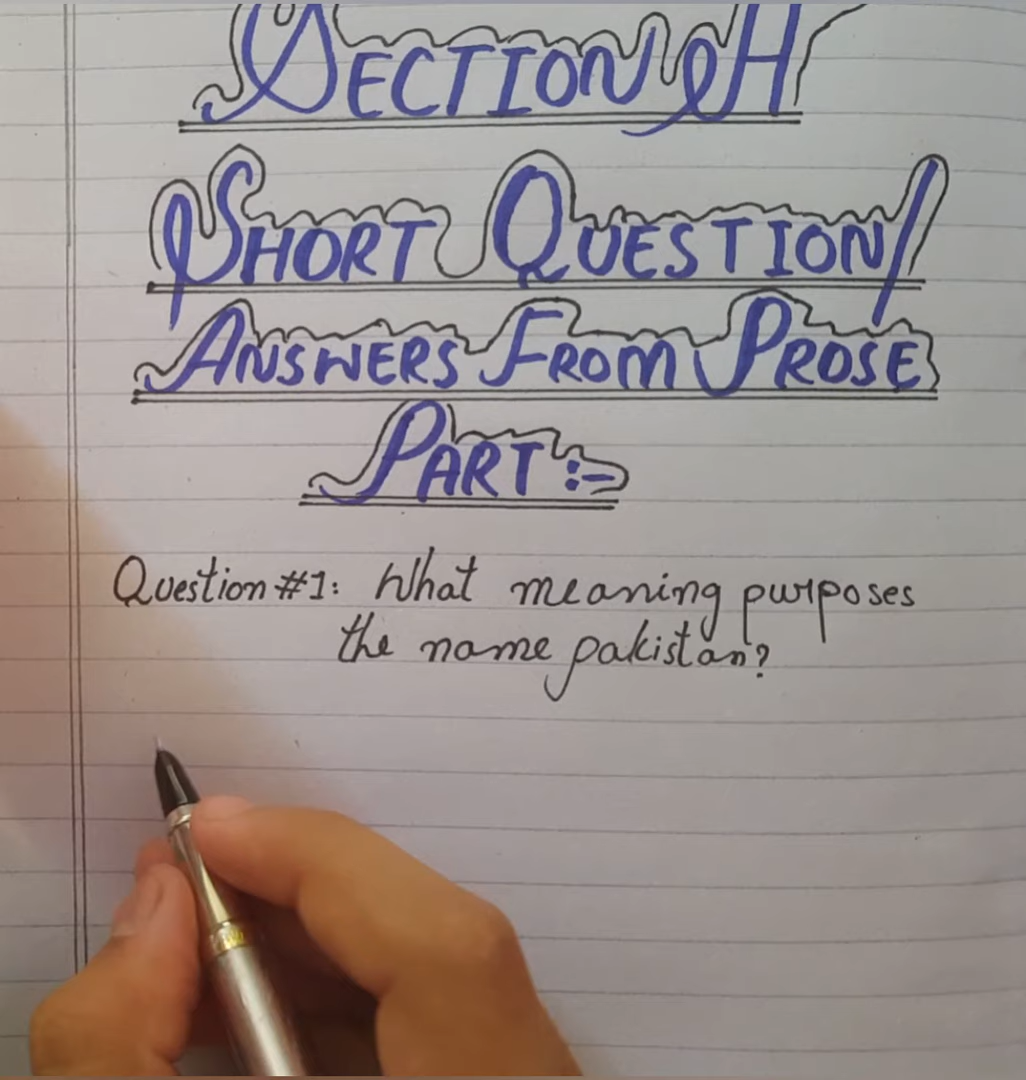 SECTION A
SHORT QUESTION/
ANSWERS FROM PROSE
PART :-
Question #1: What meaning purposes
the name pakistan?